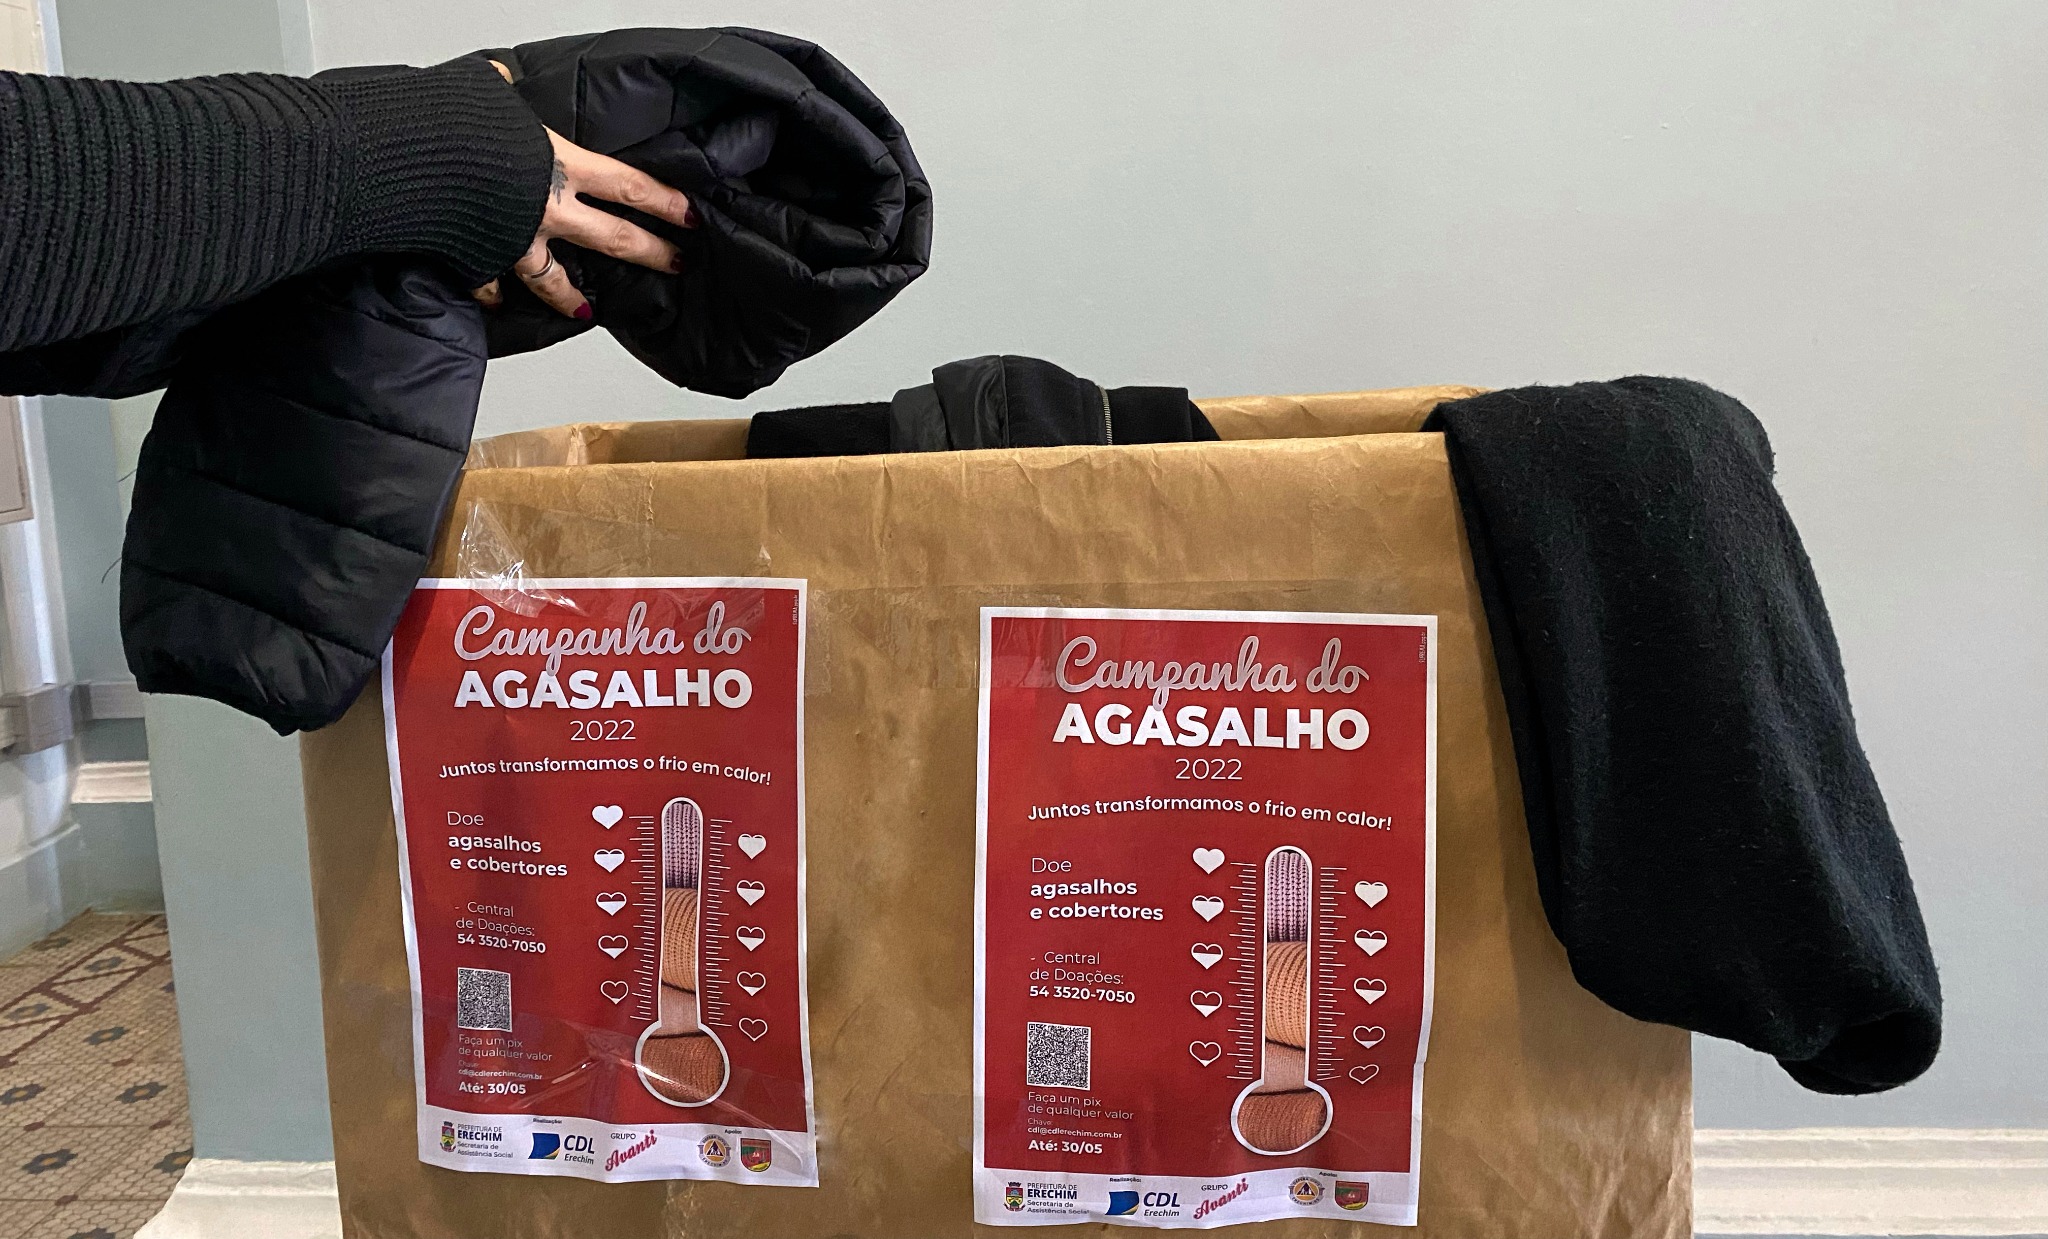 Campanha do
AGASALHO
2022
Juntos transformamos o frio em calor!
Doe
agasalhos
e cobertores
- Central
de Doações:
54 3520-7050
Faça um pix
de qualquer valor
Chave:
cdl@cdlerechim.com.br
Até: 30/05
Realização:
Apoio:
PREFEITURA DE
ERECHIM
Secretaria de
Assistência Social
CDL
Erechim
GRUPO
Avanti
Campanha do
AGASALHO
2022
Juntos transformamos o frio em calor!
Doe
agasalhos
e cobertores
- Central
de Doações:
54 3520-7050
Faça um pix
de qualquer valor
Chave:
cdl@cdlerechim.com.br
Até: 30/05
Realização:
Apoio:
PREFEITURA DE
ERECHIM
Secretaria de
Assistência Social
CDL
Erechim
GRUPO
Avanti